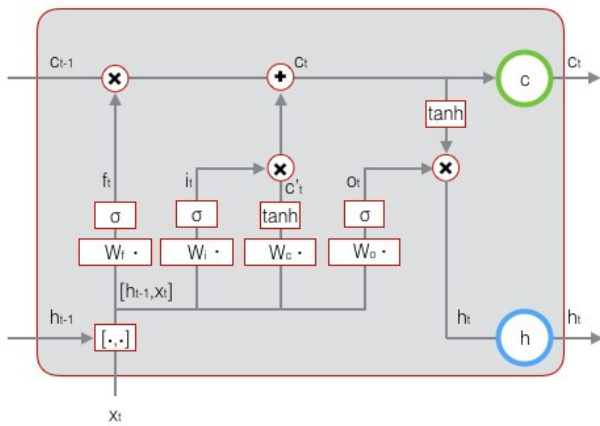 Ct-1
Ct
c
Ct
tanh
ft
it
c't
ot
σ
σ
tanh
σ
Wf ·
Wi ·
Wc ·
Wo ·
[ht-1,xt]
ht-1
[·,·]
ht
h
ht
xt